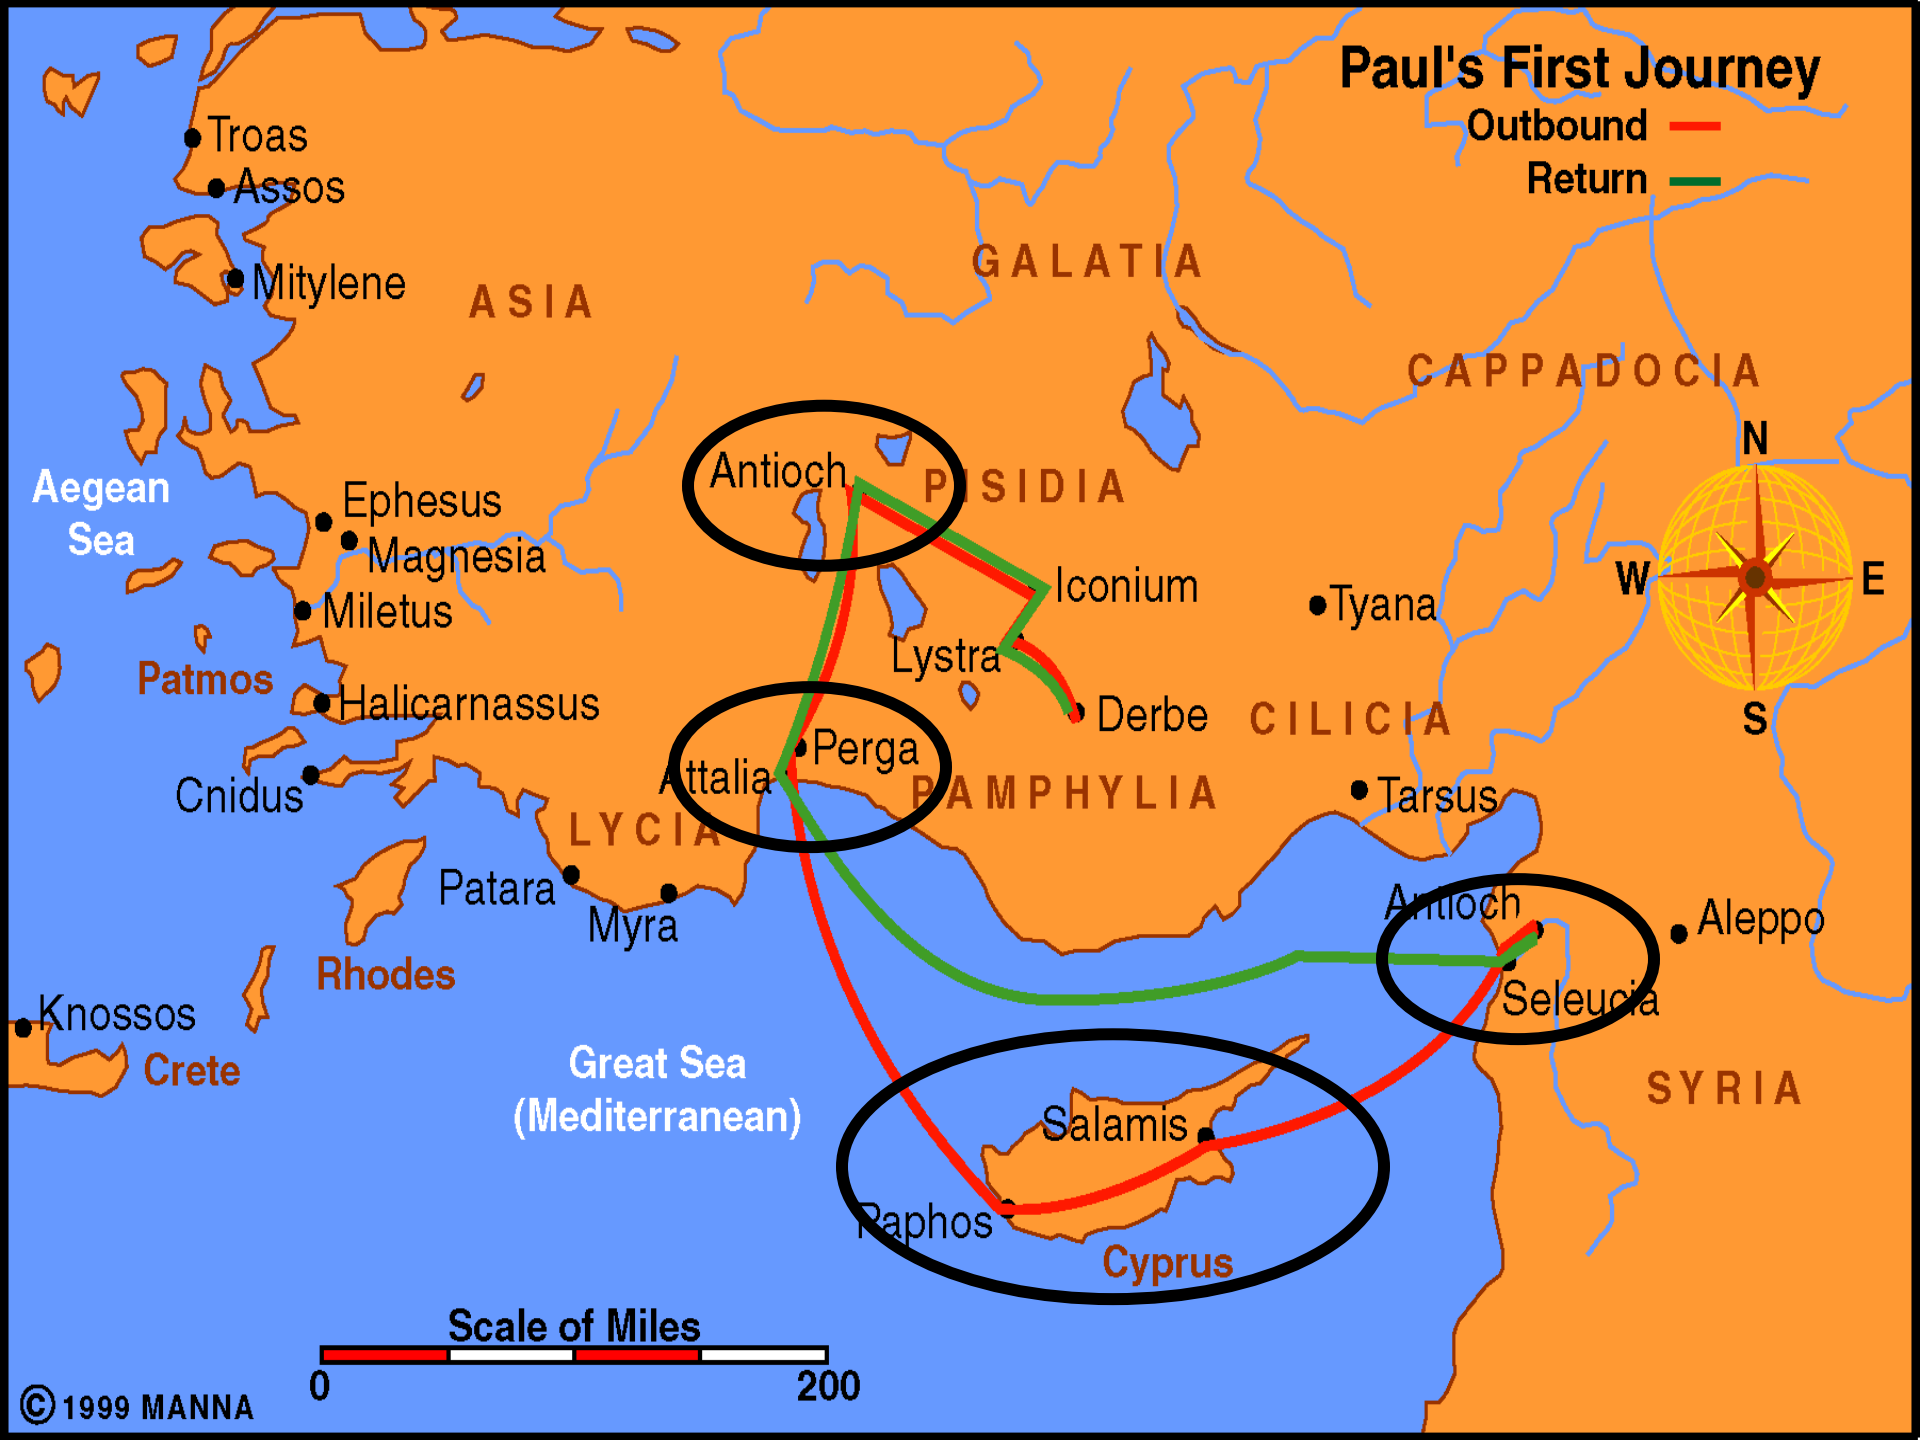 Paul's First Journey
Outbound
Return
Troas
Assos
Mitylene
ASIA
GALATIA
CAPPADOCIA
N
Antioch
PISIDIA
Aegean
Sea
Ephesus
Magnesia
Miletus
Iconium
Tyana
W
E
Lystra
Patmos
Halicarnassus
Derbe
CILICIA
S
Perga
Attalia
PAMPHYLIA
Cnidus
Tarsus
LYCIA
Patara
Myra
Antioch
Aleppo
Rhodes
Seleucia
Knossos
Crete
Great Sea
(Mediterranean)
SYRIA
Salamis
Paphos
Cyprus
Scale of Miles
0
200
© 1999 MANNA